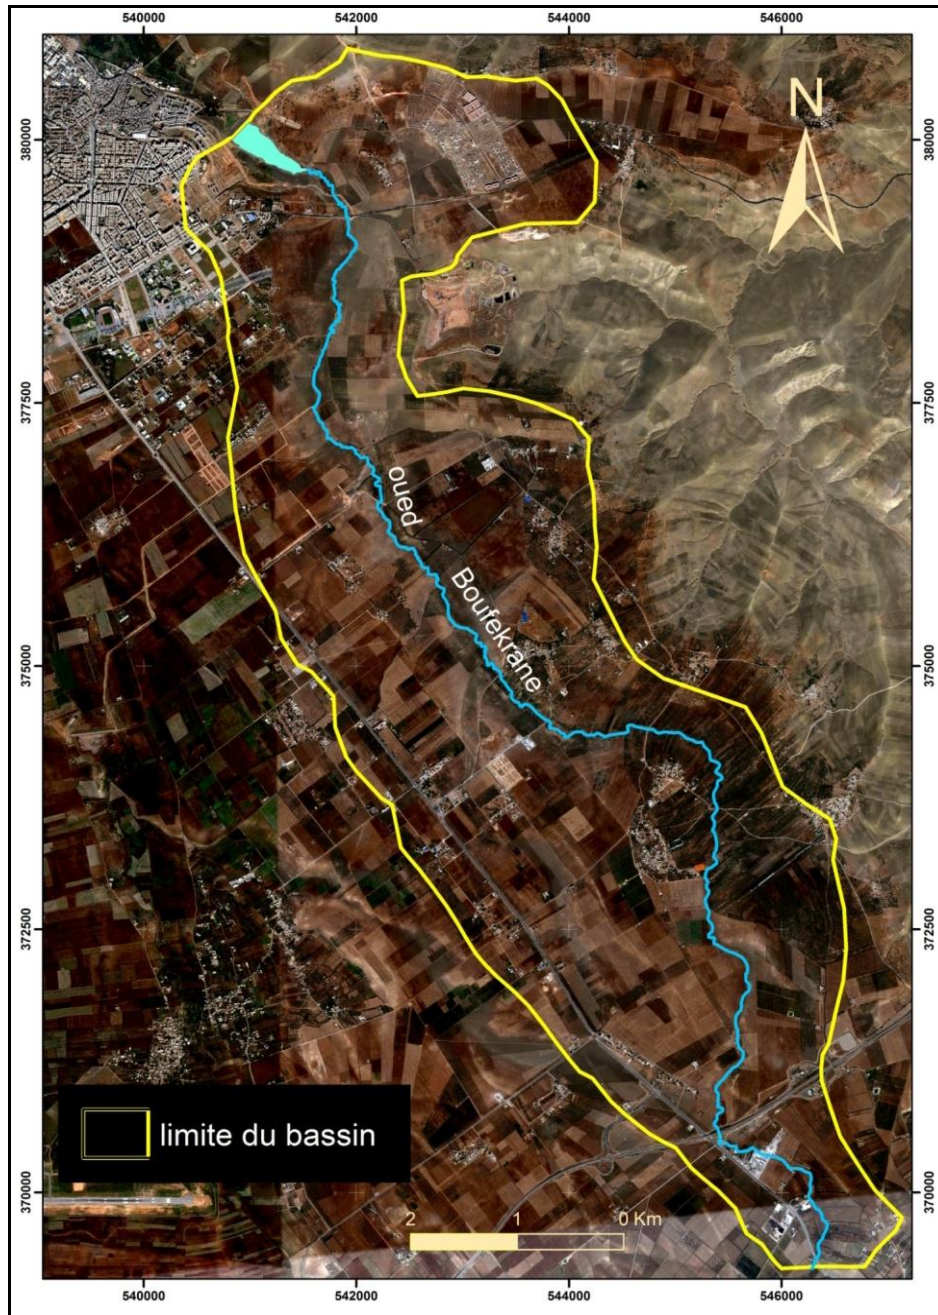 540000 542000 544000 546000
N
380000 380000
377500 377500
oued
Boufekrane
375000 375000
372500 372500
limite du bassin
370000 370000
2 1 0 Km
540000 542000 544000 546000